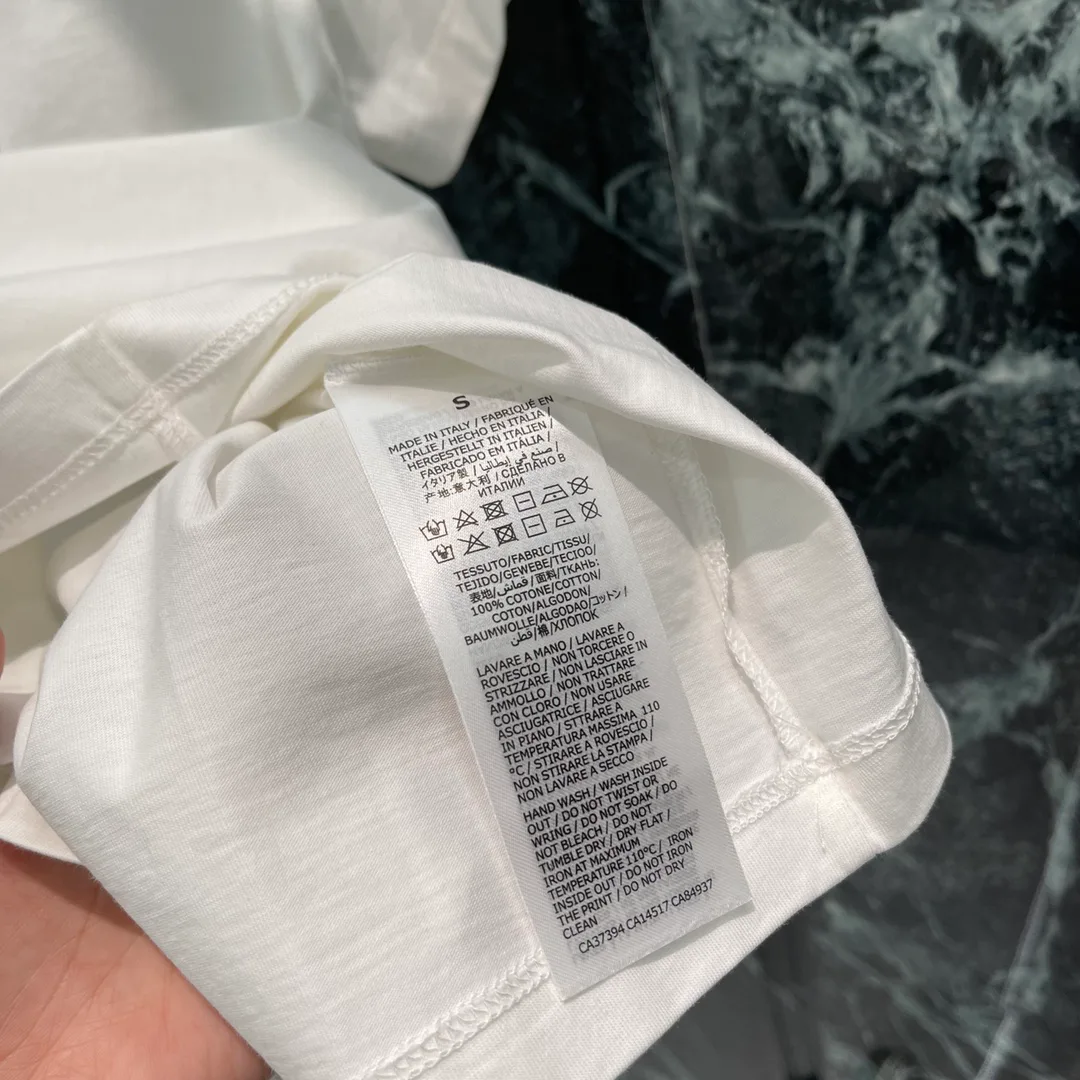 S
MADE IN ITALY / FABRIQUÉ EN
ITALIE / HECHO EN ITALIA /
HERGESTELLT IN ITALIEN /
FABRICADO EM ITÁLIA /
イタリア製 / صنع في إيطاليا /
产地:意大利 / СДЕЛАНО В
ИТАЛИИ
TESSUTO/FABRIC/TISSU/
TEJIDO/GEWEBE/TECIDO/
表地/قماش/面料/ТКАНЬ:
100% COTONE/COTTON/
COTON/ALGODON/
BAUMWOLLE/ALGODAO/コットン/
قطن/棉/ХЛОПОК
LAVARE A MANO / LAVARE A
ROVESCIO / NON TORCERE O
STRIZZARE / NON LASCIARE IN
AMMOLLO / NON TRATTARE
CON CLORO / NON USARE
ASCIUGATRICE / ASCIUGARE
IN PIANO / STTRARE A
TEMPERATURA MASSIMA 110
°C / STIRARE A ROVESCIO /
NON STIRARE LA STAMPA /
NON LAVARE A SECCO
HAND WASH / WASH INSIDE
OUT / DO NOT TWIST OR
WRING / DO NOT SOAK / DO
NOT BLEACH / DO NOT
TUMBLE DRY / DRY FLAT /
IRON AT MAXIMUM
TEMPERATURE 110°C / IRON
INSIDE OUT / DO NOT IRON
THE PRINT / DO NOT DRY
CLEAN
CA37394 CA14517 CA84937